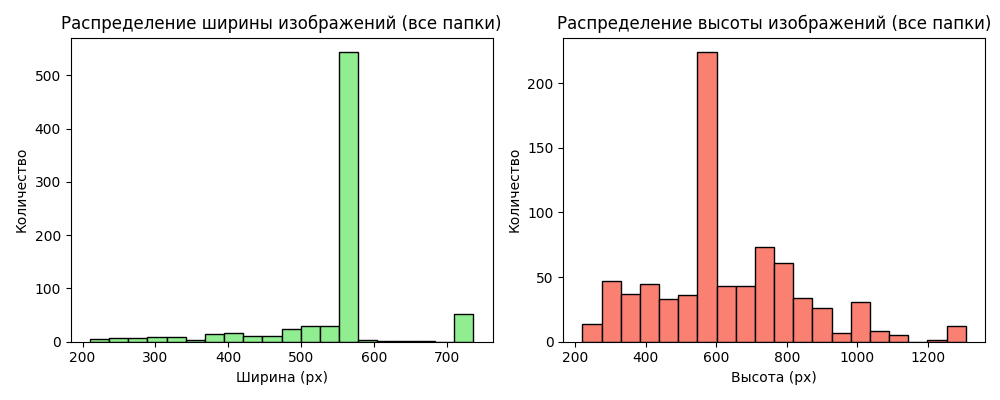 Распределение ширины изображений (все папки)
Количество
500
400
300
200
100
0
200 300 400 500 600 700
Ширина (px)
Распределение высоты изображений (все папки)
Количество
200
150
100
50
0
200 400 600 800 1000 1200
Высота (px)